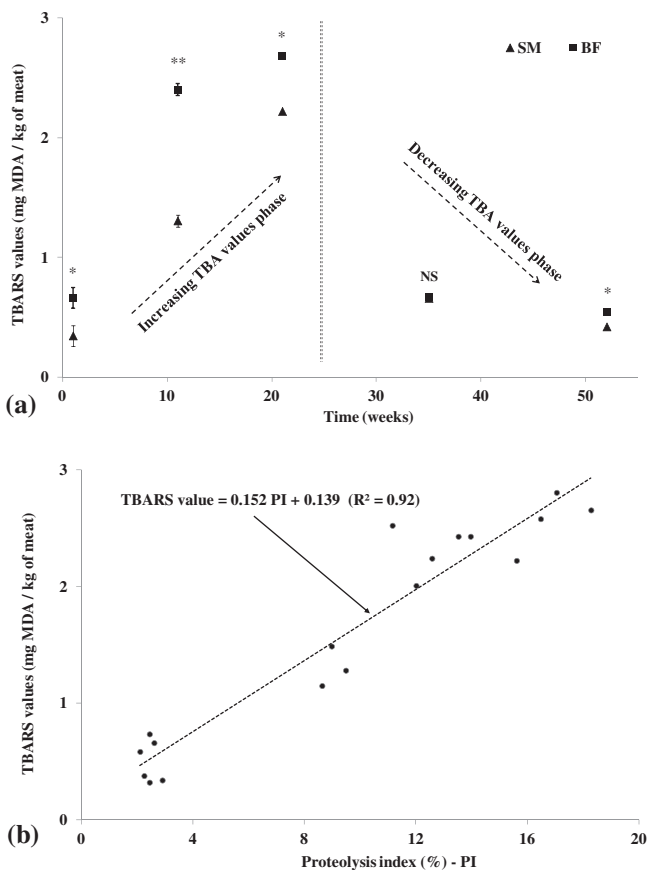 3
2
1
0
TBARS values (mg MDA / kg of meat)
*
**
*
▲ SM ■ BF
Increasing TBA values phase
Decreasing TBA values phase
NS
*
0 10 20 30 40 50
Time (weeks)
(a)
3
2
1
0
TBARS values (mg MDA / kg of meat)
TBARS value = 0.152 PI + 0.139 (R² = 0.92)
0 4 8 12 16 20
Proteolysis index (%) - PI
(b)